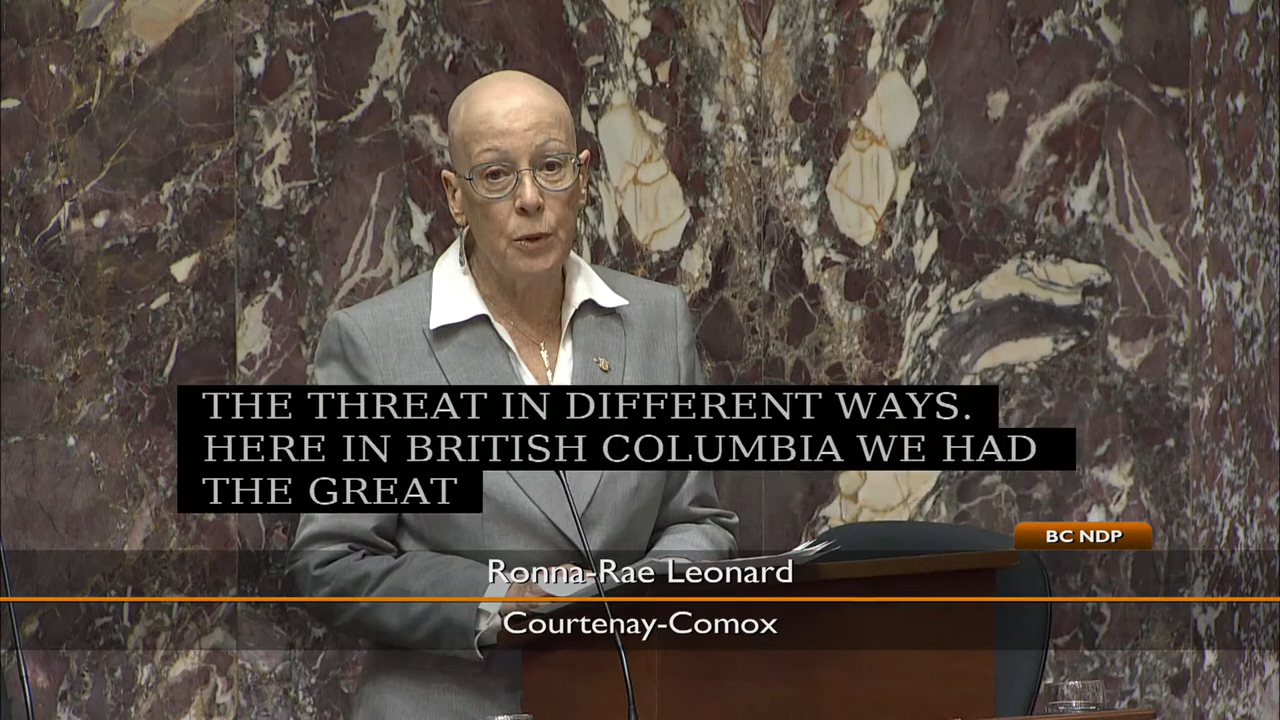 THE THREAT IN DIFFERENT WAYS.
HERE IN BRITISH COLUMBIA WE HAD
THE GREAT
BC NDP
Ronna-Rae Leonard
Courtenay-Comox